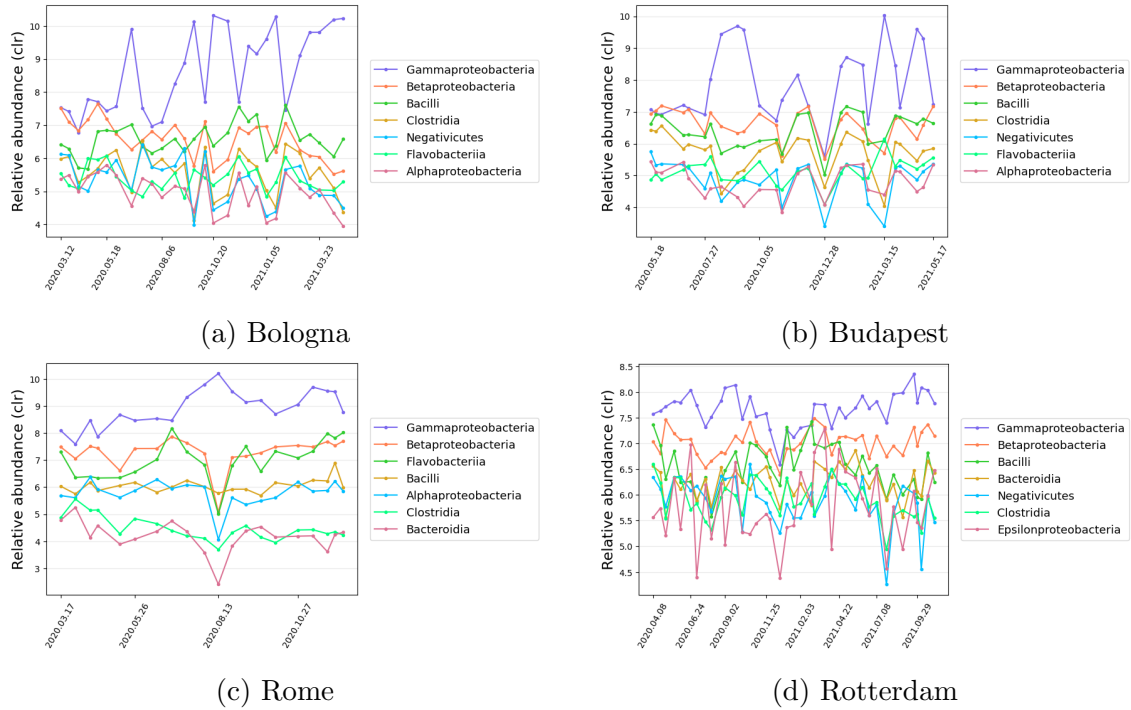 Relative abundance (clr)
10
9
8
7
6
5
4
2020.03.12
2020.05.18
2020.08.06
2020.10.20
2021.01.05
2021.03.23
Gammaproteobacteria
Betaproteobacteria
Bacilli
Clostridia
Negativicutes
Flavobacteriia
Alphaproteobacteria
(a) Bologna
Relative abundance (clr)
10
9
8
7
6
5
4
2020.05.18
2020.07.27
2020.10.05
2020.12.28
2021.03.15
2021.05.17
Gammaproteobacteria
Betaproteobacteria
Bacilli
Clostridia
Negativicutes
Flavobacteriia
Alphaproteobacteria
(b) Budapest
Relative abundance (clr)
10
9
8
7
6
5
4
3
2020.03.17
2020.05.26
2020.08.13
2020.10.27
Gammaproteobacteria
Betaproteobacteria
Flavobacteriia
Bacilli
Alphaproteobacteria
Clostridia
Bacteroidia
(c) Rome
Relative abundance (clr)
8.5
8.0
7.5
7.0
6.5
6.0
5.5
5.0
4.5
2020.04.08
2020.06.24
2020.09.02
2020.11.25
2021.02.03
2021.04.22
2021.07.08
2021.09.29
Gammaproteobacteria
Betaproteobacteria
Bacilli
Bacteroidia
Negativicutes
Clostridia
Epsilonproteobacteria
(d) Rotterdam